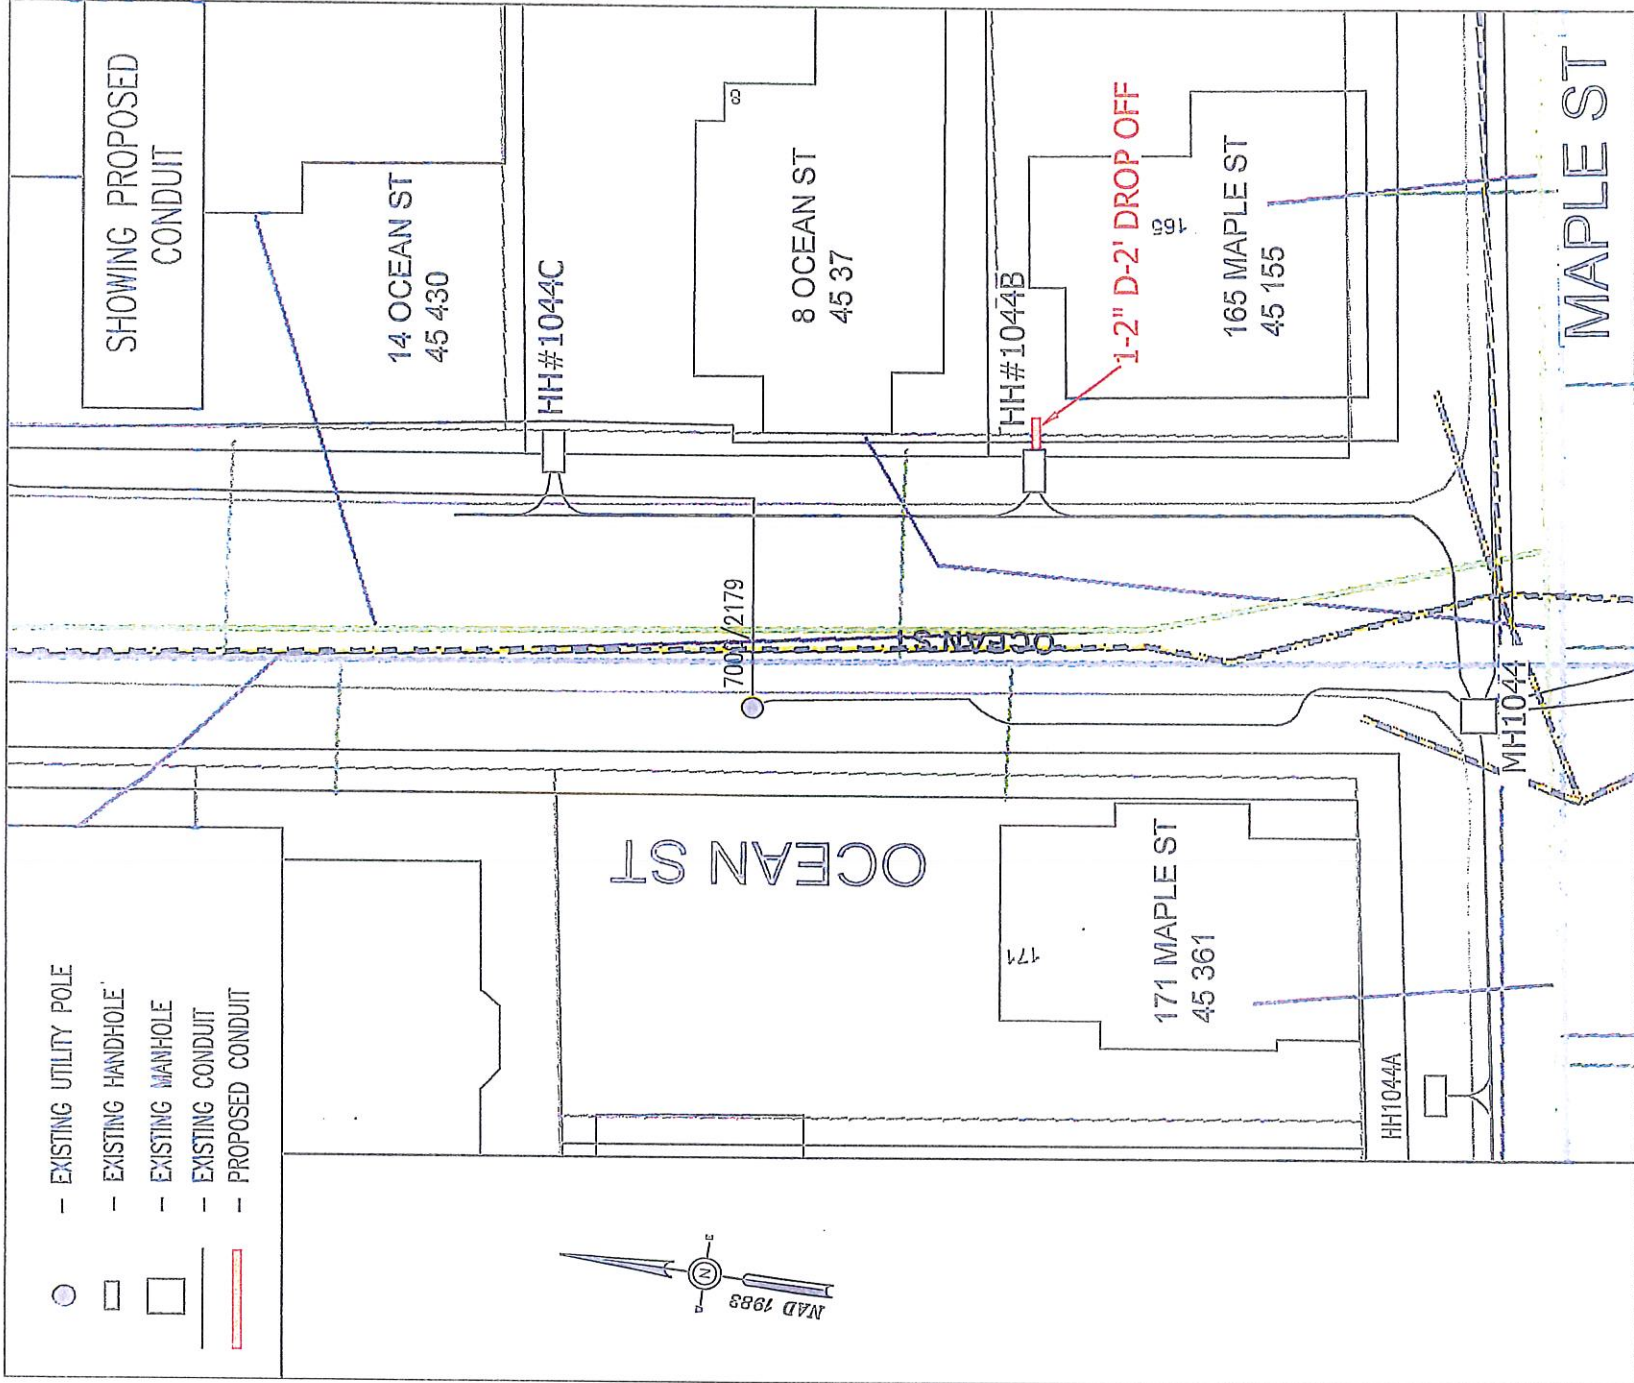 SHOWING PROPOSED
CONDUIT
14 OCEAN ST
45 430
HH#1044C
8
8 OCEAN ST
45 37
HH#1044B
1-2" D-2' DROP OFF
165
165 MAPLE ST
45 155
MAPLE ST
OCEAN ST
MH1044
OCEAN ST
171
171 MAPLE ST
45 361
HH1044A
- EXISTING UTILITY POLE
- EXISTING HANDHOLE
- EXISTING MANHOLE
- EXISTING CONDUIT
- PROPOSED CONDUIT
N
NAD 1983